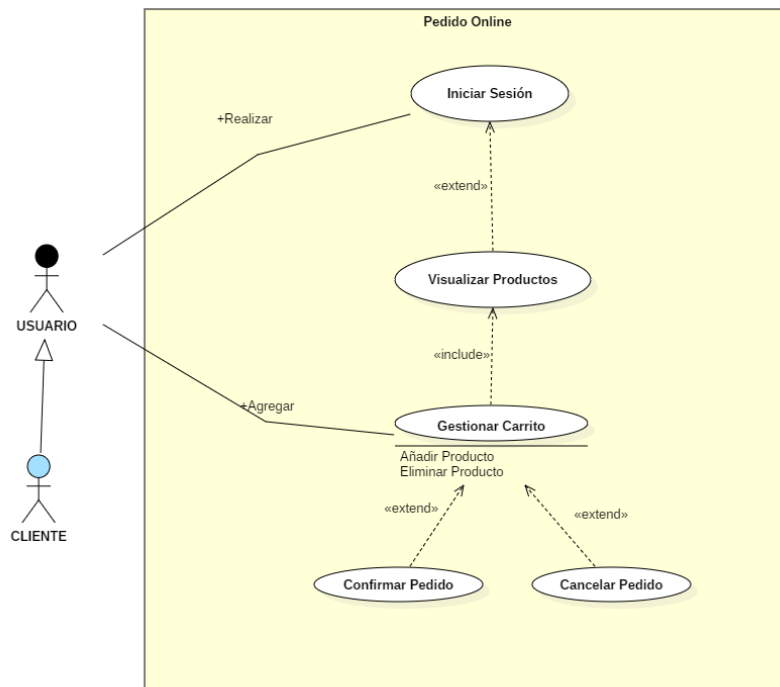 Pedido Online
Iniciar Sesión
+Realizar
«extend»
Visualizar Productos
USUARIO
«include»
+Agregar
Gestionar Carrito
Añadir Producto
Eliminar Producto
«extend»
«extend»
CLIENTE
Confirmar Pedido
Cancelar Pedido